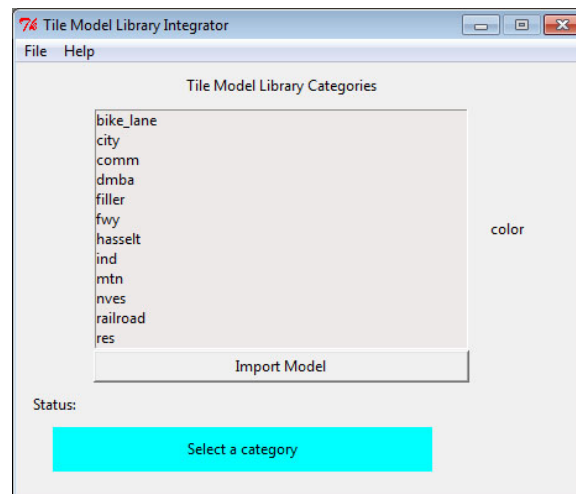 Tile Model Library Integrator
File Help
Tile Model Library Categories
bike_lane
city
comm
dmba
filler
fwy
hasselt
ind
mtn
nves
railroad
res
color
Import Model
Status:
Select a category